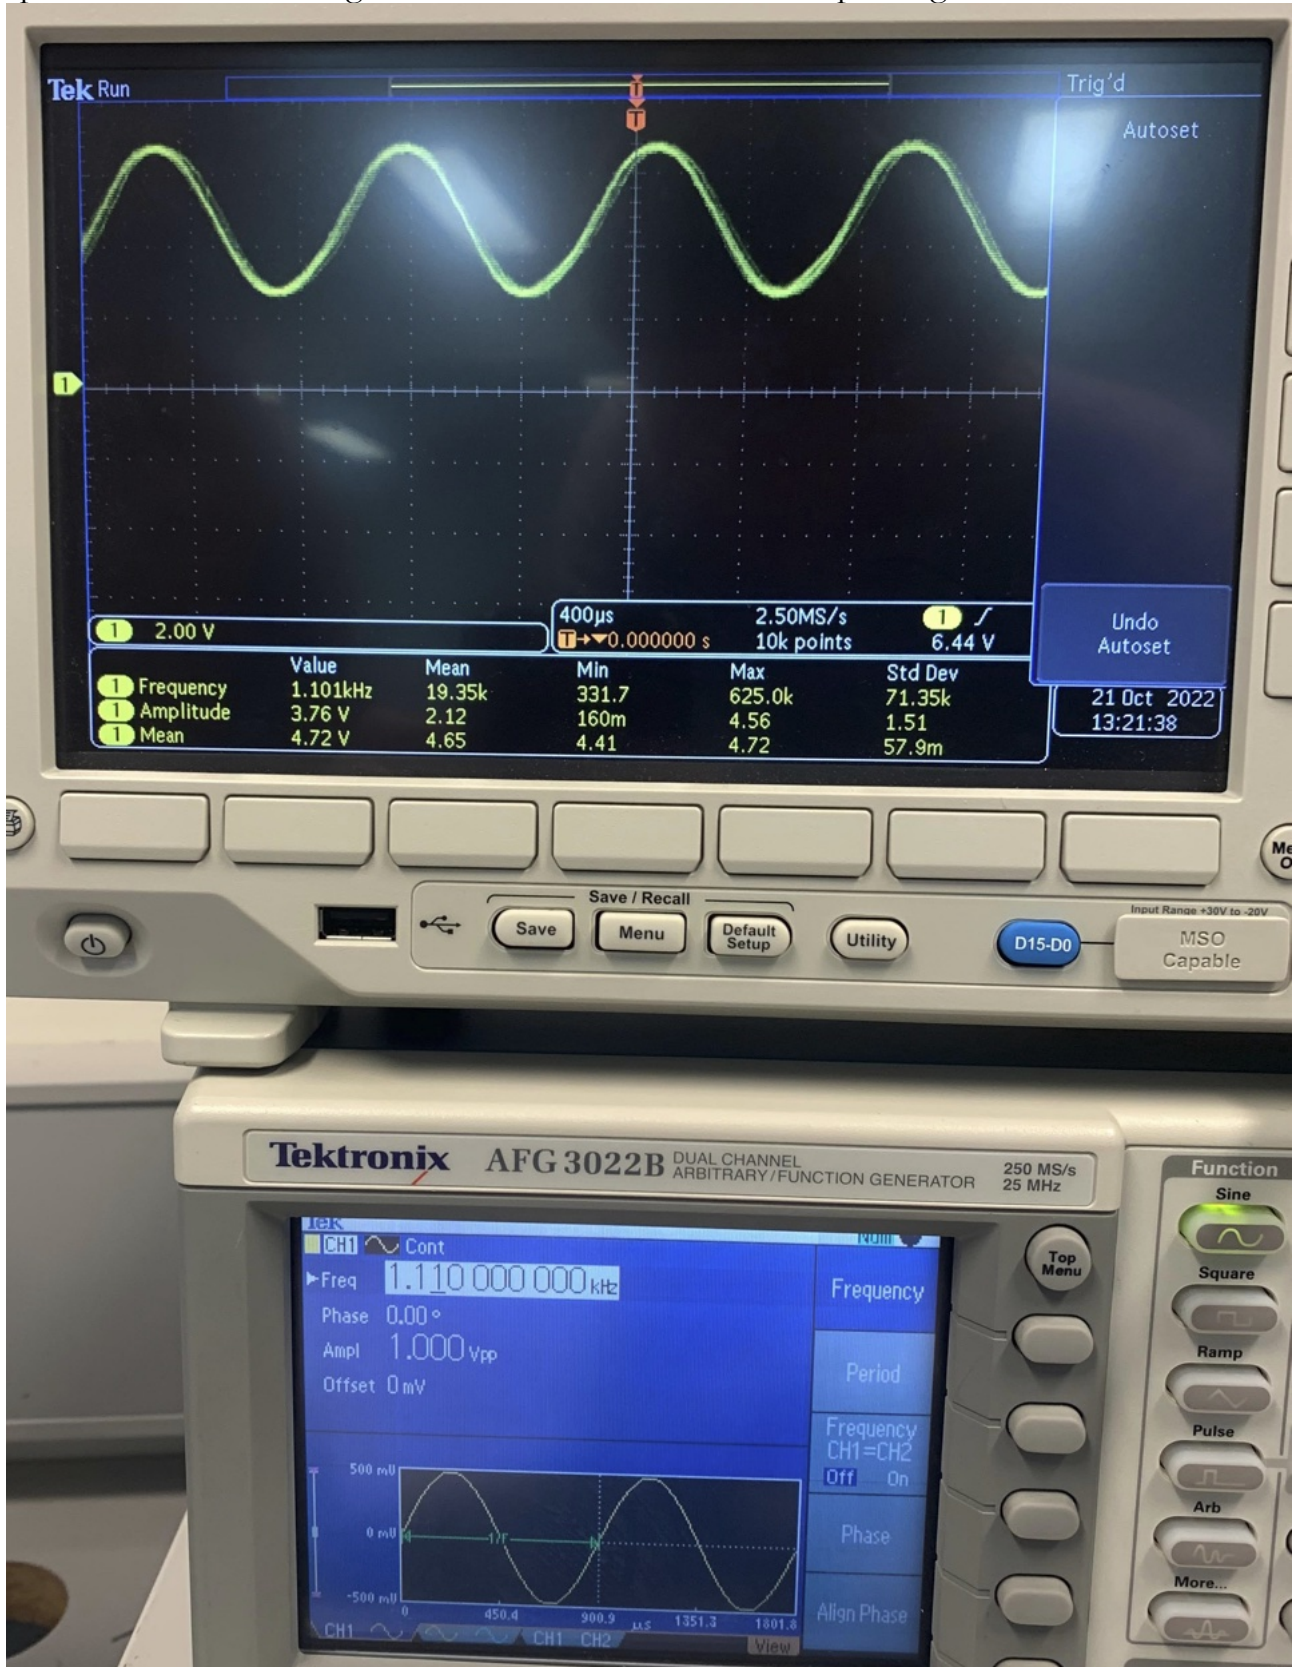 Tek Run
Trig'd
T
T
Autoset
1
1 2.00 V
400µs 2.50MS/s 1
T→▼0.000000 s 10k points 6.44 V
Undo
Autoset
Value Mean Min Max Std Dev
1 Frequency 1.101kHz 19.35k 331.7 625.0k 71.35k
1 Amplitude 3.76 V 2.12 160m 4.56 1.51
1 Mean 4.72 V 4.65 4.41 4.72 57.9m
21 Oct 2022
13:21:38
Save / Recall
Save
Menu
Default
Setup
Utility
D15-D0
Input Range +30V to -20V
MSO
Capable
Tektronix AFG 3022B DUAL CHANNEL
ARBITRARY/FUNCTION GENERATOR
250 MS/s
25 MHz
Tek
CH1 Cont
Freq 1.110 000 000 kHz
Phase 0.00 °
Ampl 1.000 Vpp
Offset 0 mV
Frequency
Period
Frequency
CH1=CH2
Off On
Phase
Align Phase
500 mV
0 mV
-500 mV
1/F
0 450.4 900.9 µs 1351.3 1801.8
CH1 CH1 CH2 View
Top
Menu
Function
Sine
Square
Ramp
Pulse
Arb
More...